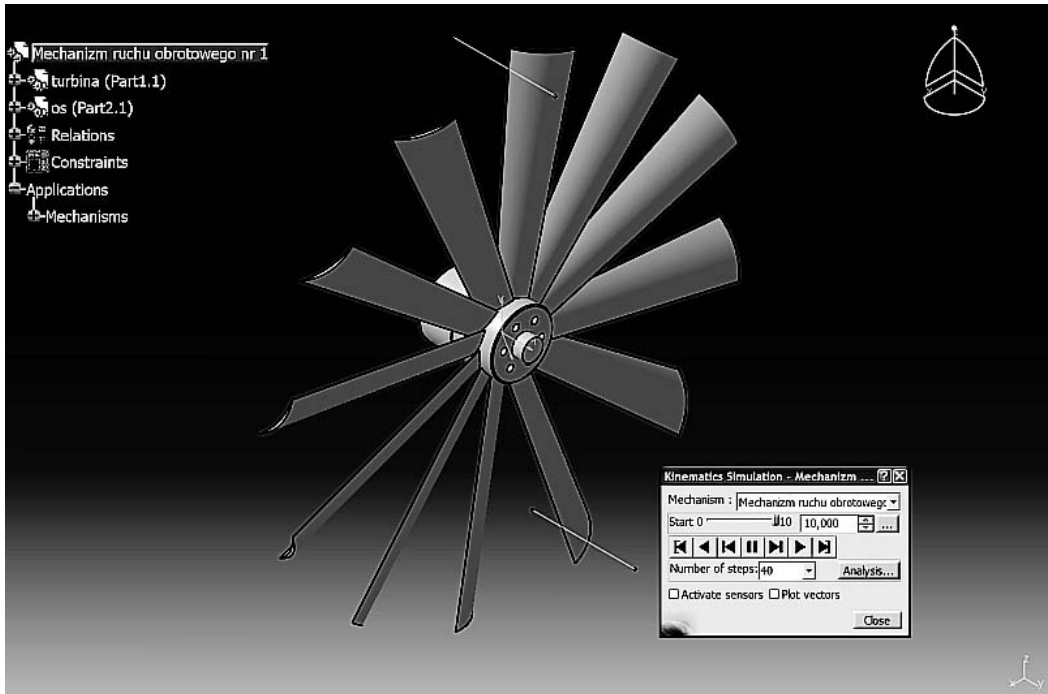 Mechanizm ruchu obrotowego nr 1
turbina (Part1.1)
os (Part2.1)
Relations
Constraints
Applications
Mechanisms
Kinematics Simulation - Mechanizm ...
Mechanism : Mechanizm ruchu obrotowego
Start 0 10 10,000 ...
Number of steps: 40 Analysis...
Activate sensors Plot vectors
Close
z
x y